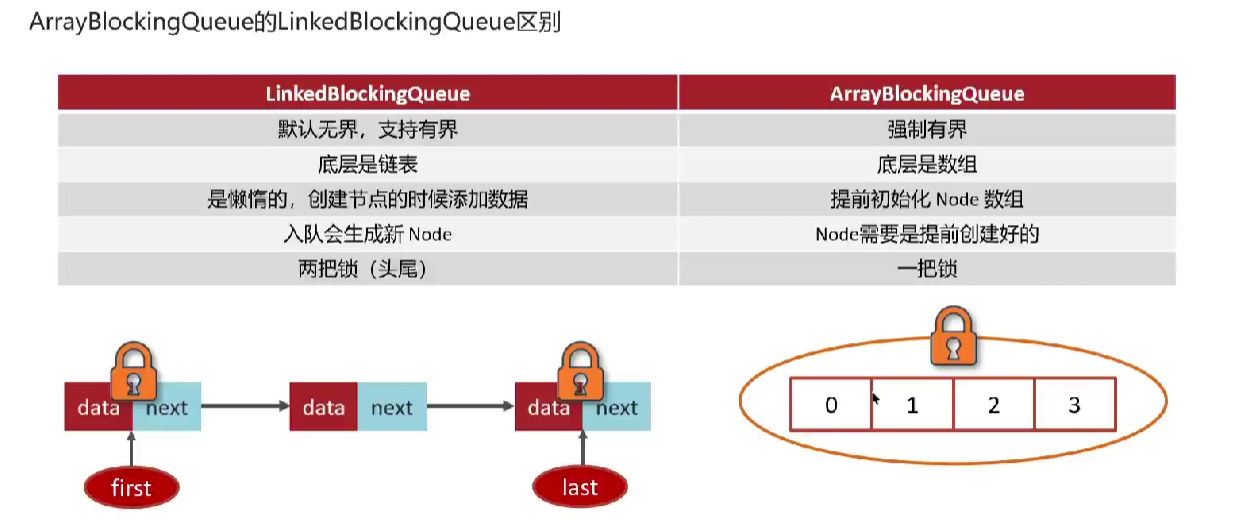 ArrayBlockingQueue的LinkedBlockingQueue区别
LinkedBlockingQueue ArrayBlockingQueue
默认无界，支持有界 强制有界
底层是链表 底层是数组
是懒惰的，创建节点的时候添加数据 提前初始化 Node 数组
入队会生成新 Node Node需要是提前创建好的
两把锁（头尾） 一把锁
data next data next data next 0 1 2 3
first last